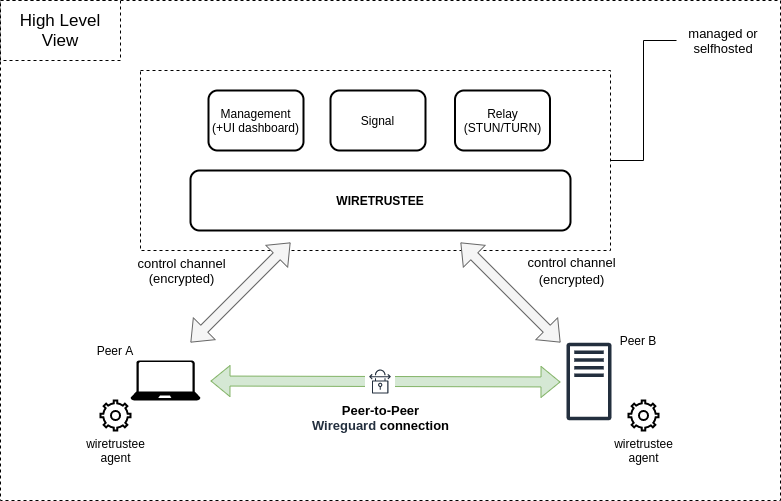 High Level
View
managed or
selfhosted
Management
(+UI dashboard)
Signal
Relay
(STUN/TURN)
WIRETRUSTEE
control channel
(encrypted)
control channel
(encrypted)
Peer A
Peer B
Peer-to-Peer
Wireguard connection
wiretrustee
agent
wiretrustee
agent